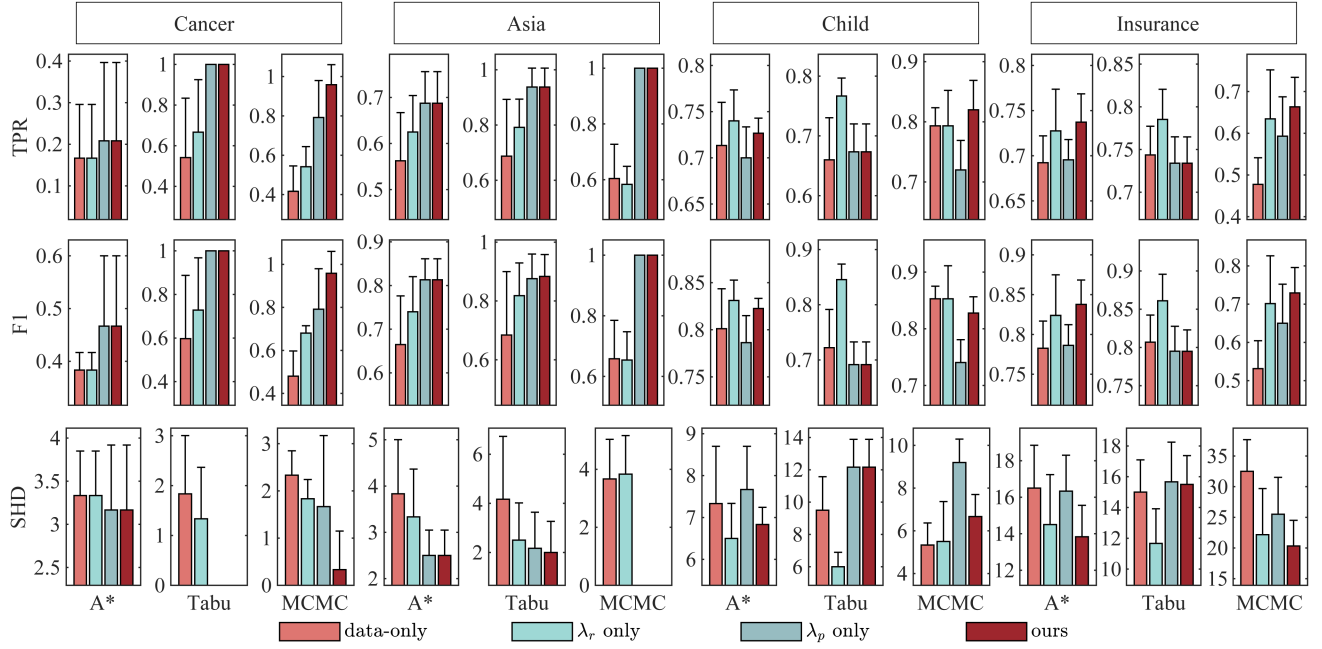 Cancer Asia Child Insurance
TPR
0.4 0.3 0.2 0.1
1 0.8 0.6 0.4
1 0.8 0.6 0.4
0.7 0.6 0.5
1 0.8 0.6
1 0.8 0.6
0.8 0.75 0.7 0.65
0.8 0.7 0.6
0.9 0.8 0.7
0.8 0.75 0.7 0.65
0.85 0.8 0.75 0.7
0.8 0.7 0.6 0.5 0.4
F1
0.6 0.5 0.4
1 0.8 0.6 0.4
1 0.8 0.6 0.4
0.9 0.8 0.7 0.6
1 0.8 0.6
1 0.8 0.6
0.85 0.8 0.75
0.9 0.8 0.7
0.9 0.8 0.7
0.9 0.85 0.8 0.75
0.9 0.85 0.8 0.75
0.8 0.7 0.6 0.5
SHD
4 3.5 3 2.5
3 2 1 0
3 2 1 0
5 4 3 2
6 4 2
4 2 0
9 8 7 6
14 12 10 8 6
10 8 6 4
18 16 14 12
18 16 14 12 10
35 30 25 20 15
A* Tabu MCMC A* Tabu MCMC A* Tabu MCMC A* Tabu MCMC
data-only λr only λp only ours